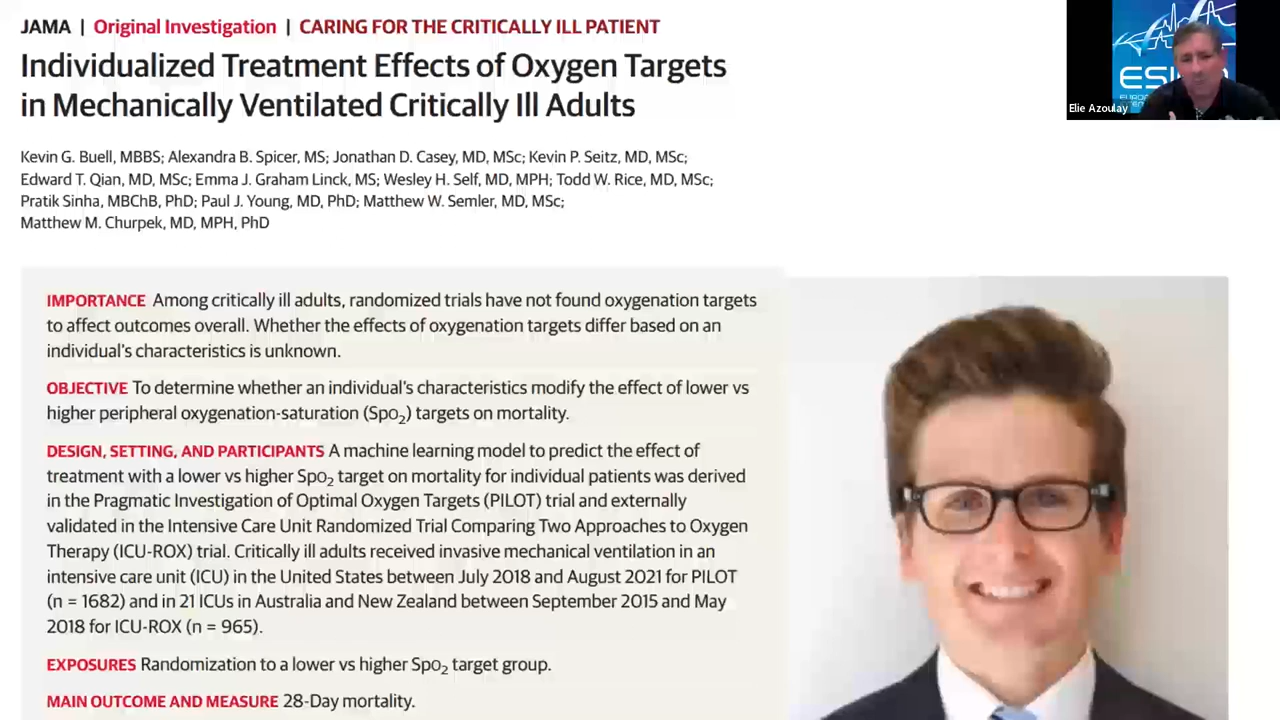 JAMA | Original Investigation | CARING FOR THE CRITICALLY ILL PATIENT
Individualized Treatment Effects of Oxygen Targets
in Mechanically Ventilated Critically Ill Adults
Kevin G. Buell, MBBS; Alexandra B. Spicer, MS; Jonathan D. Casey, MD, MSc; Kevin P. Seitz, MD, MSc;
Edward T. Qian, MD, MSc; Emma J. Graham Linck, MS; Wesley H. Self, MD, MPH; Todd W. Rice, MD, MSc;
Pratik Sinha, MBChB, PhD; Paul J. Young, MD, PhD; Matthew W. Semler, MD, MSc;
Matthew M. Churpek, MD, MPH, PhD
IMPORTANCE Among critically ill adults, randomized trials have not found oxygenation targets
to affect outcomes overall. Whether the effects of oxygenation targets differ based on an
individual's characteristics is unknown.
OBJECTIVE To determine whether an individual's characteristics modify the effect of lower vs
higher peripheral oxygenation-saturation (SpO₂) targets on mortality.
DESIGN, SETTING, AND PARTICIPANTS A machine learning model to predict the effect of
treatment with a lower vs higher SpO₂ target on mortality for individual patients was derived
in the Pragmatic Investigation of Optimal Oxygen Targets (PILOT) trial and externally
validated in the Intensive Care Unit Randomized Trial Comparing Two Approaches to Oxygen
Therapy (ICU-ROX) trial. Critically ill adults received invasive mechanical ventilation in an
intensive care unit (ICU) in the United States between July 2018 and August 2021 for PILOT
(n = 1682) and in 21 ICUs in Australia and New Zealand between September 2015 and May
2018 for ICU-ROX (n = 965).
EXPOSURES Randomization to a lower vs higher SpO₂ target group.
MAIN OUTCOME AND MEASURE 28-Day mortality.
Elie Azoulay